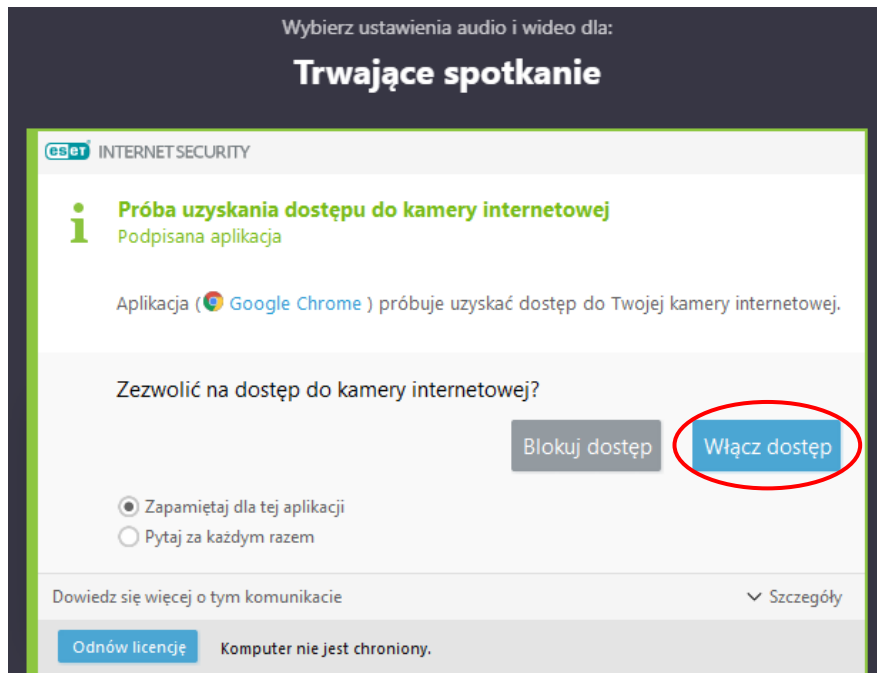 Wybierz ustawienia audio i wideo dla:
Trwające spotkanie
eseT INTERNET SECURITY
Próba uzyskania dostępu do kamery internetowej
Podpisana aplikacja
Aplikacja ( Google Chrome ) próbuje uzyskać dostęp do Twojej kamery internetowej.
Zezwolić na dostęp do kamery internetowej?
Blokuj dostęp Włącz dostęp
Zapamiętaj dla tej aplikacji
Pytaj za każdym razem
Dowiedz się więcej o tym komunikacie Szczegóły
Odnów licencję Komputer nie jest chroniony.